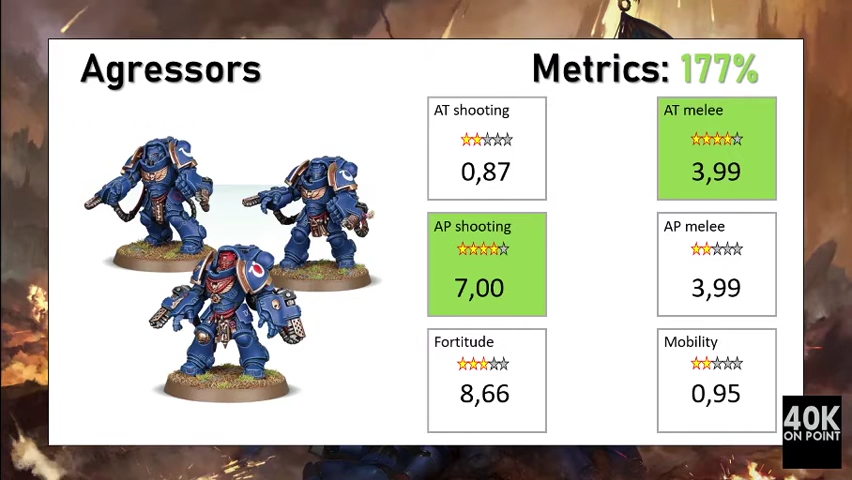 Agressors
Metrics: 177%
AT shooting
0,87
AT melee
3,99
AP shooting
7,00
AP melee
3,99
Fortitude
8,66
Mobility
0,95
40K
ON POINT